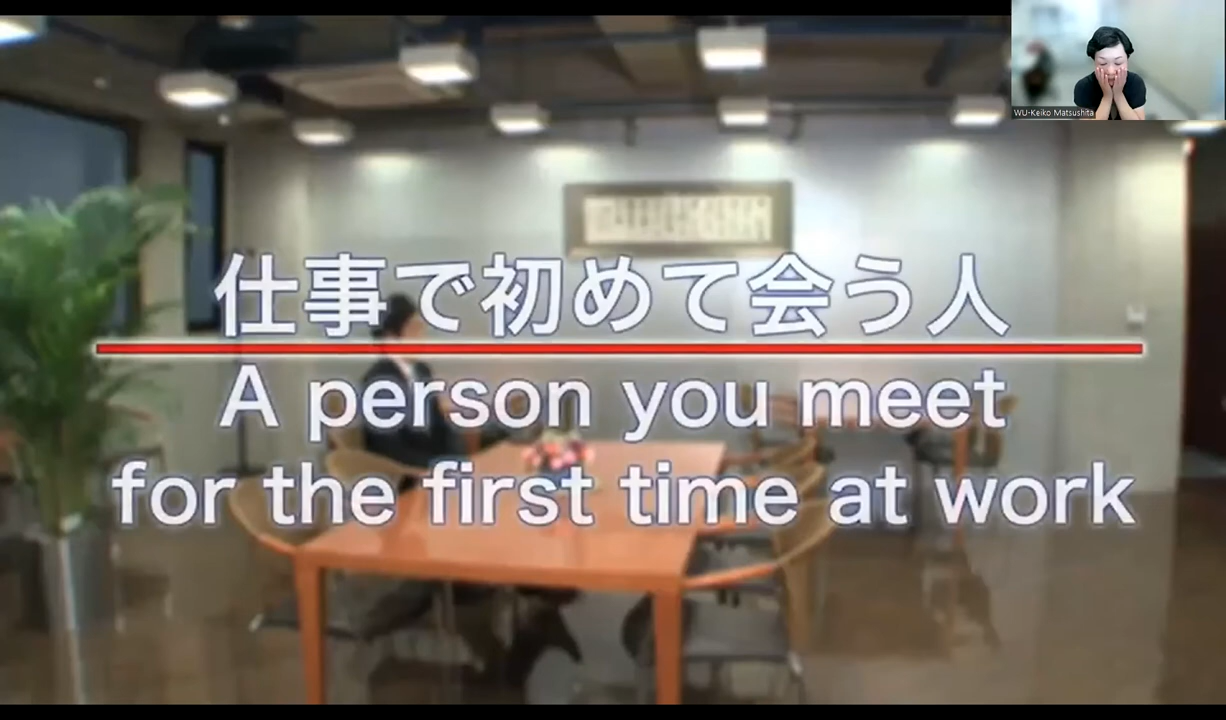 WU-Keiko Matsushita
仕事で初めて会う人
A person you meet
for the first time at work